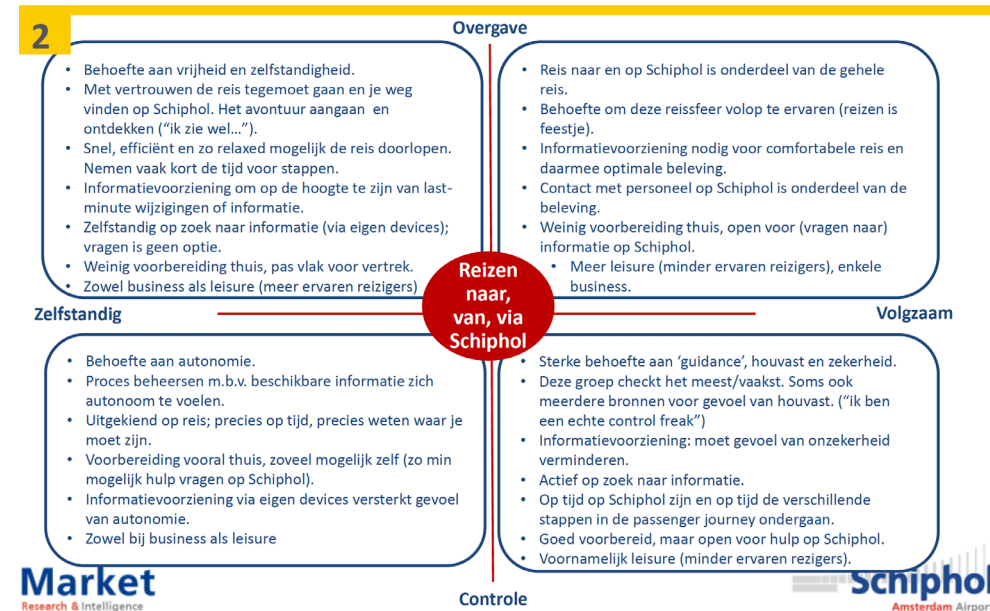 2
Overgave
• Behoefte aan vrijheid en zelfstandigheid.
• Met vertrouwen de reis tegemoet gaan en je weg
vinden op Schiphol. Het avontuur aangaan en
ontdekken (“ik zie wel…”).
• Snel, efficiënt en zo relaxed mogelijk de reis doorlopen.
Nemen vaak kort de tijd voor stappen.
• Informatievoorziening om op de hoogte te zijn van last-
minute wijzigingen of informatie.
• Zelfstandig op zoek naar informatie (via eigen devices);
vragen is geen optie.
• Weinig voorbereiding thuis, pas vlak voor vertrek.
• Zowel business als leisure (meer ervaren reizigers)
• Reis naar en op Schiphol is onderdeel van de gehele
reis.
• Behoefte om deze reissfeer volop te ervaren (reizen is
feestje).
• Informatievoorziening nodig voor comfortabele reis en
daarmee optimale beleving.
• Contact met personeel op Schiphol is onderdeel van de
beleving.
• Weinig voorbereiding thuis, open voor (vragen naar)
informatie op Schiphol.
• Meer leisure (minder ervaren reizigers), enkele
business.
Zelfstandig
Reizen
naar,
van, via
Schiphol
Volgzaam
• Behoefte aan autonomie.
• Proces beheersen m.b.v. beschikbare informatie zich
autonoom te voelen.
• Uitgekiend op reis; precies op tijd, precies weten waar je
moet zijn.
• Voorbereiding vooral thuis, zoveel mogelijk zelf (zo min
mogelijk hulp vragen op Schiphol).
• Informatievoorziening via eigen devices versterkt gevoel
van autonomie.
• Zowel bij business als leisure
• Sterke behoefte aan ‘guidance’, houvast en zekerheid.
• Deze groep checkt het meest/vaakst. Soms ook
meerdere bronnen voor gevoel van houvast. (“ik ben
een echte control freak”)
• Informatievoorziening: moet gevoel van onzekerheid
verminderen.
• Actief op zoek naar informatie.
• Op tijd op Schiphol zijn en op tijd de verschillende
stappen in de passenger journey ondergaan.
• Goed voorbereid, maar open voor hulp op Schiphol.
• Voornamelijk leisure (minder ervaren rezigers).
Controle
Market
Research & Intelligence
Schiphol
Amsterdam Airpor